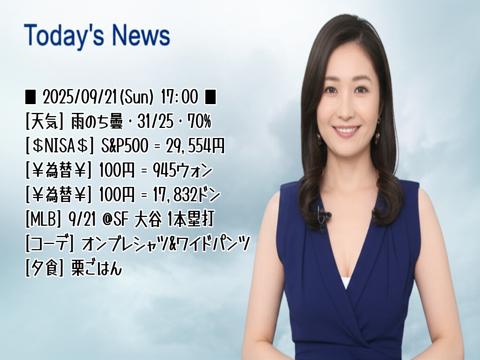 Today's News
■ 2025/09/21(Sun) 17:00 ■
[天気] 雨のち曇・31/25・70%
[＄NISA＄] S&P500 = 29,554円
[￥為替￥] 100円 = 945ウォン
[￥為替￥] 100円 = 17,832ドン
[MLB] 9/21 @SF 大谷 1本塁打
[コーデ] オンブレシャツ&ワイドパンツ
[夕食] 栗ごはん